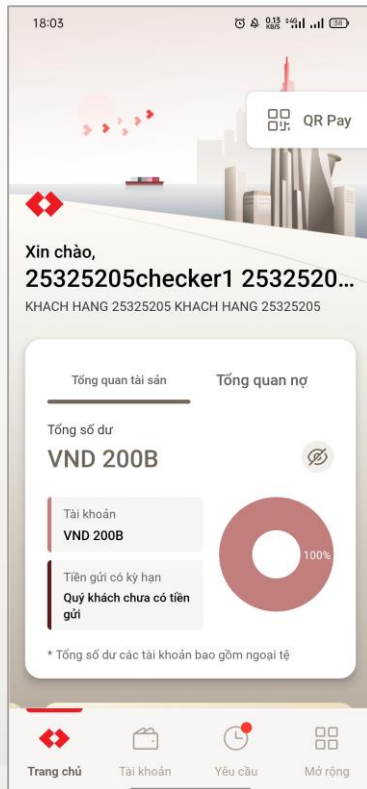 18:03
0.13 KB/S 4G 38
QR Pay
Xin chào,
25325205checker1 2532520...
KHACH HANG 25325205 KHACH HANG 25325205
Tổng quan tài sản
Tổng quan nợ
Tổng số dư
VND 200B
Tài khoản
VND 200B
100%
Tiền gửi có kỳ hạn
Quý khách chưa có tiền
gửi
* Tổng số dư các tài khoản bao gồm ngoại tệ
Trang chủ
Tài khoản
Yêu cầu
Mở rộng